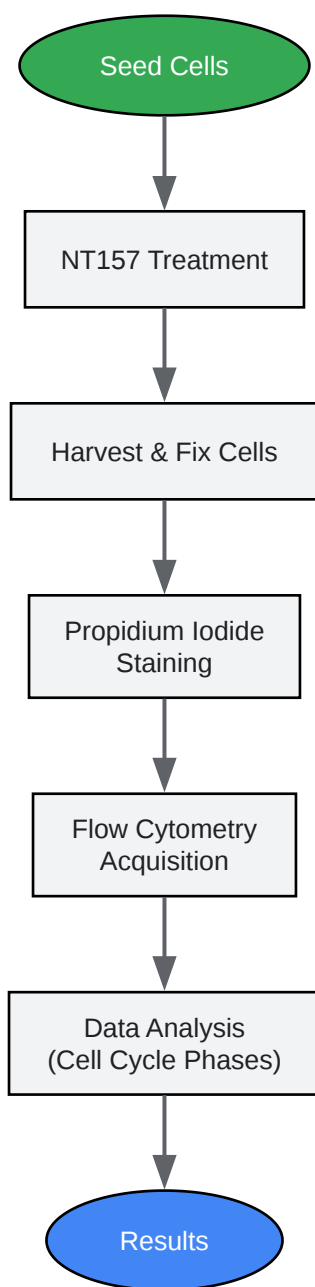 Seed Cells
NT157 Treatment
Harvest & Fix Cells
Propidium Iodide
Staining
Flow Cytometry
Acquisition
Data Analysis
(Cell Cycle Phases)
Results